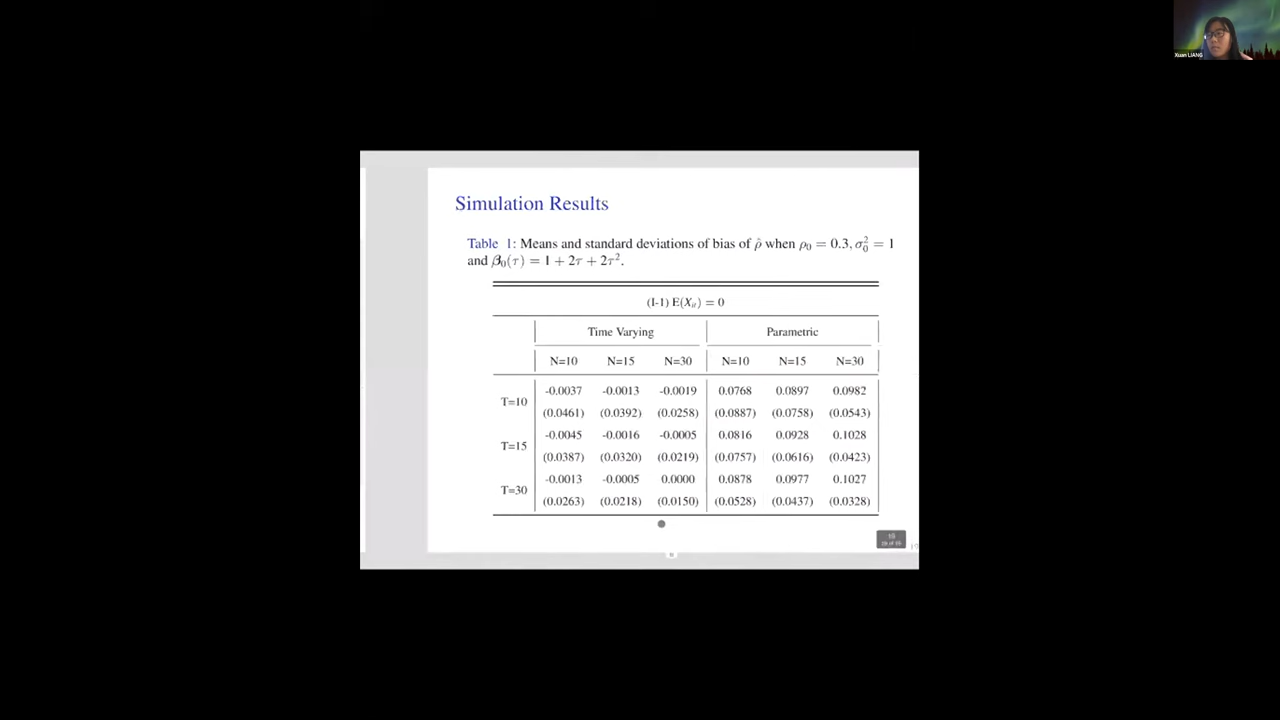 Xuan LIANG
Simulation Results
Table 1: Means and standard deviations of bias of ρ̂ when ρ₀ = 0.3, σ₀² = 1
and β₀(τ) = 1 + 2τ + 2τ².
(I-1) E(Xᵢₜ) = 0
Time Varying Parametric
N=10 N=15 N=30 N=10 N=15 N=30
-0.0037 -0.0013 -0.0019 0.0768 0.0897 0.0982
T=10
(0.0461) (0.0392) (0.0258) (0.0887) (0.0758) (0.0543)
-0.0045 -0.0016 -0.0005 0.0816 0.0928 0.1028
T=15
(0.0387) (0.0320) (0.0219) (0.0757) (0.0616) (0.0423)
-0.0013 -0.0005 0.0000 0.0878 0.0977 0.1027
T=30
(0.0263) (0.0218) (0.0150) (0.0528) (0.0437) (0.0328)